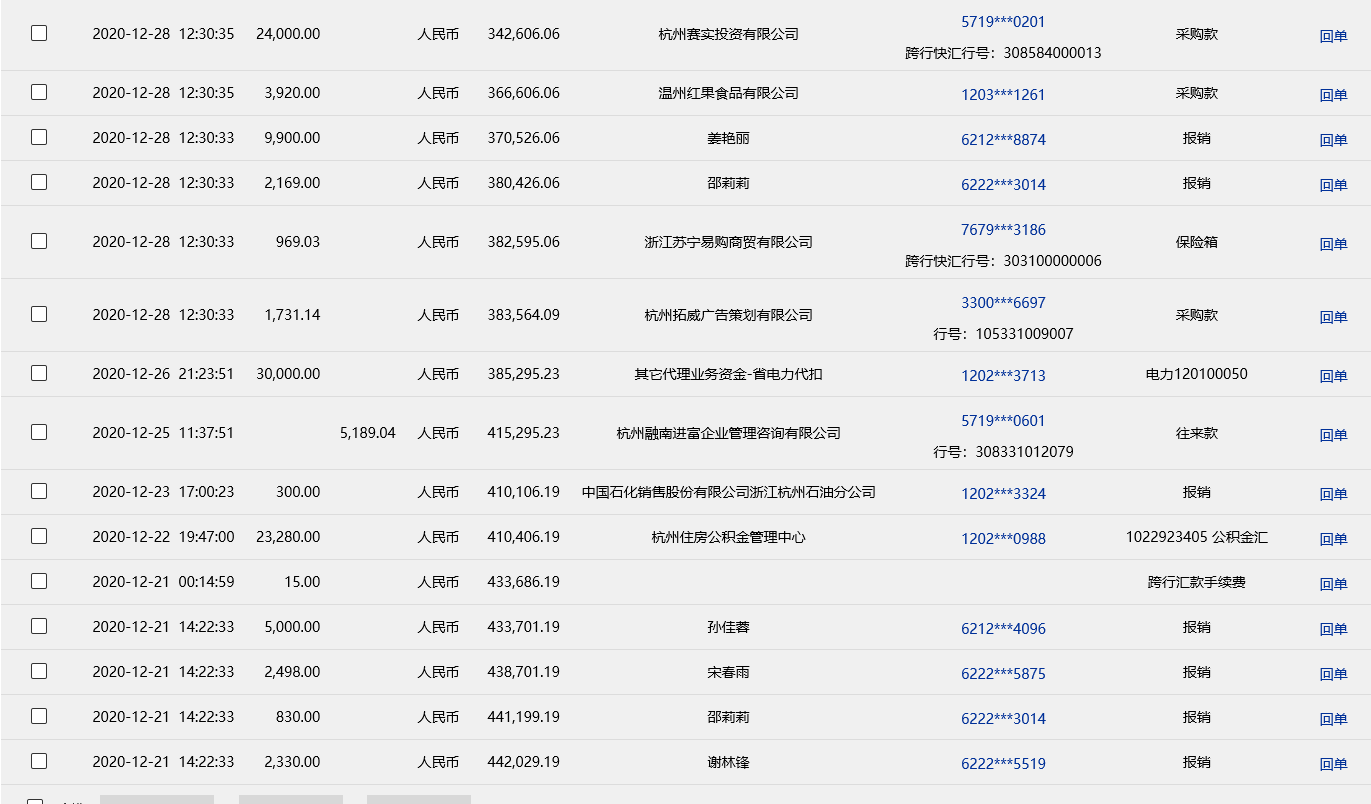 5719***0201
2020-12-28 12:30:35 24,000.00 人民币 342,606.06 杭州赛实投资有限公司 采购款 回单
跨行快汇行号：308584000013
2020-12-28 12:30:35 3,920.00 人民币 366,606.06 温州红果食品有限公司 1203***1261 采购款 回单
2020-12-28 12:30:33 9,900.00 人民币 370,526.06 姜艳丽 6212***8874 报销 回单
2020-12-28 12:30:33 2,169.00 人民币 380,426.06 邵莉莉 6222***3014 报销 回单
7679***3186
2020-12-28 12:30:33 969.03 人民币 382,595.06 浙江苏宁易购商贸有限公司 保险箱 回单
跨行快汇行号：303100000006
3300***6697
2020-12-28 12:30:33 1,731.14 人民币 383,564.09 杭州拓威广告策划有限公司 采购款 回单
行号：105331009007
2020-12-26 21:23:51 30,000.00 人民币 385,295.23 其它代理业务资金-省电力代扣 1202***3713 电力120100050 回单
5719***0601
2020-12-25 11:37:51 5,189.04 人民币 415,295.23 杭州融南进富企业管理咨询有限公司 往来款 回单
行号：308331012079
2020-12-23 17:00:23 300.00 人民币 410,106.19 中国石化销售股份有限公司浙江杭州石油分公司 1202***3324 报销 回单
2020-12-22 19:47:00 23,280.00 人民币 410,406.19 杭州住房公积金管理中心 1202***0988 1022923405 公积金汇 回单
2020-12-21 00:14:59 15.00 人民币 433,686.19 跨行汇款手续费 回单
2020-12-21 14:22:33 5,000.00 人民币 433,701.19 孙佳蓉 6212***4096 报销 回单
2020-12-21 14:22:33 2,498.00 人民币 438,701.19 宋春雨 6222***5875 报销 回单
2020-12-21 14:22:33 830.00 人民币 441,199.19 邵莉莉 6222***3014 报销 回单
2020-12-21 14:22:33 2,330.00 人民币 442,029.19 谢林锋 6222***5519 报销 回单